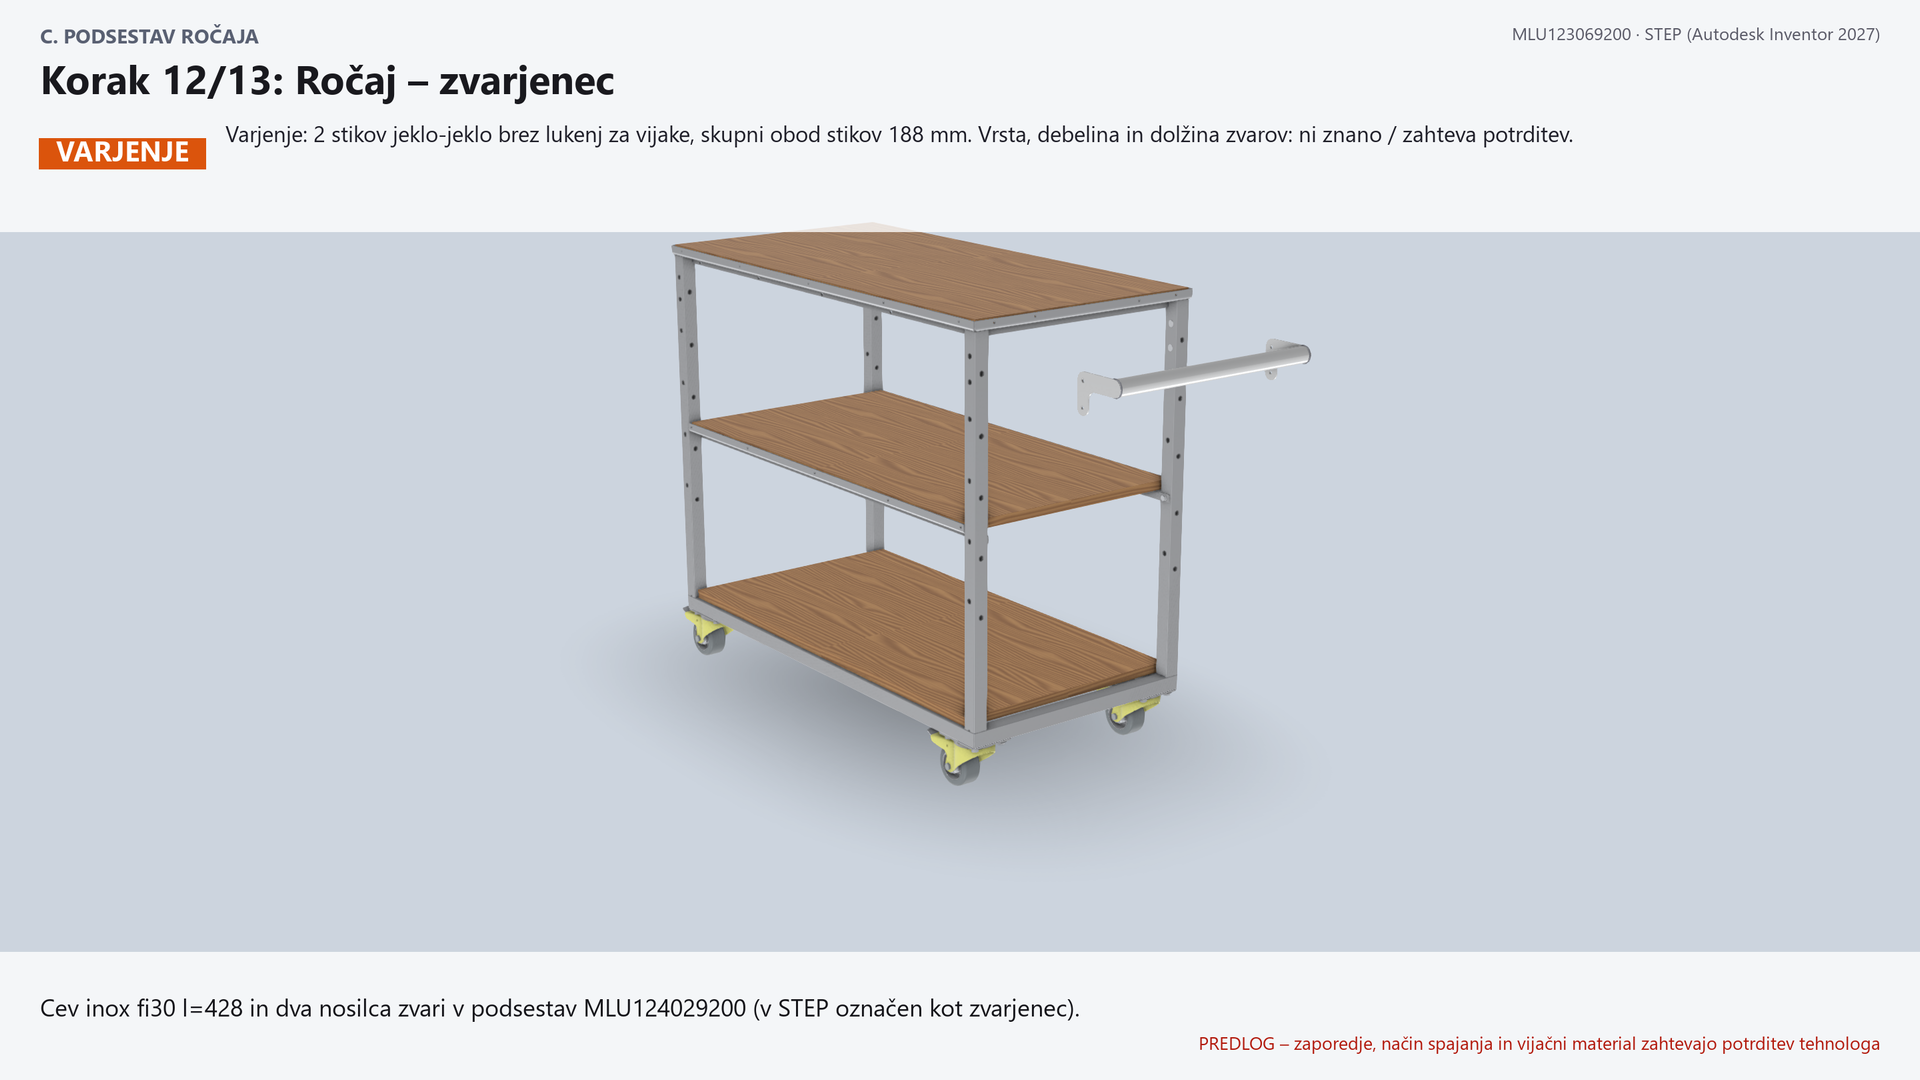 C. PODSESTAV ROČAJA
MLU123069200 · STEP (Autodesk Inventor 2027)
Korak 12/13: Ročaj – zvarjenec
VARJENJE
Varjenje: 2 stikov jeklo-jeklo brez lukenj za vijake, skupni obod stikov 188 mm. Vrsta, debelina in dolžina zvarov: ni znano / zahteva potrditev.
Cev inox fi30 l=428 in dva nosilca zvari v podsestav MLU124029200 (v STEP označen kot zvarjenec).
PREDLOG – zaporedje, način spajanja in vijačni material zahtevajo potrditev tehnologa